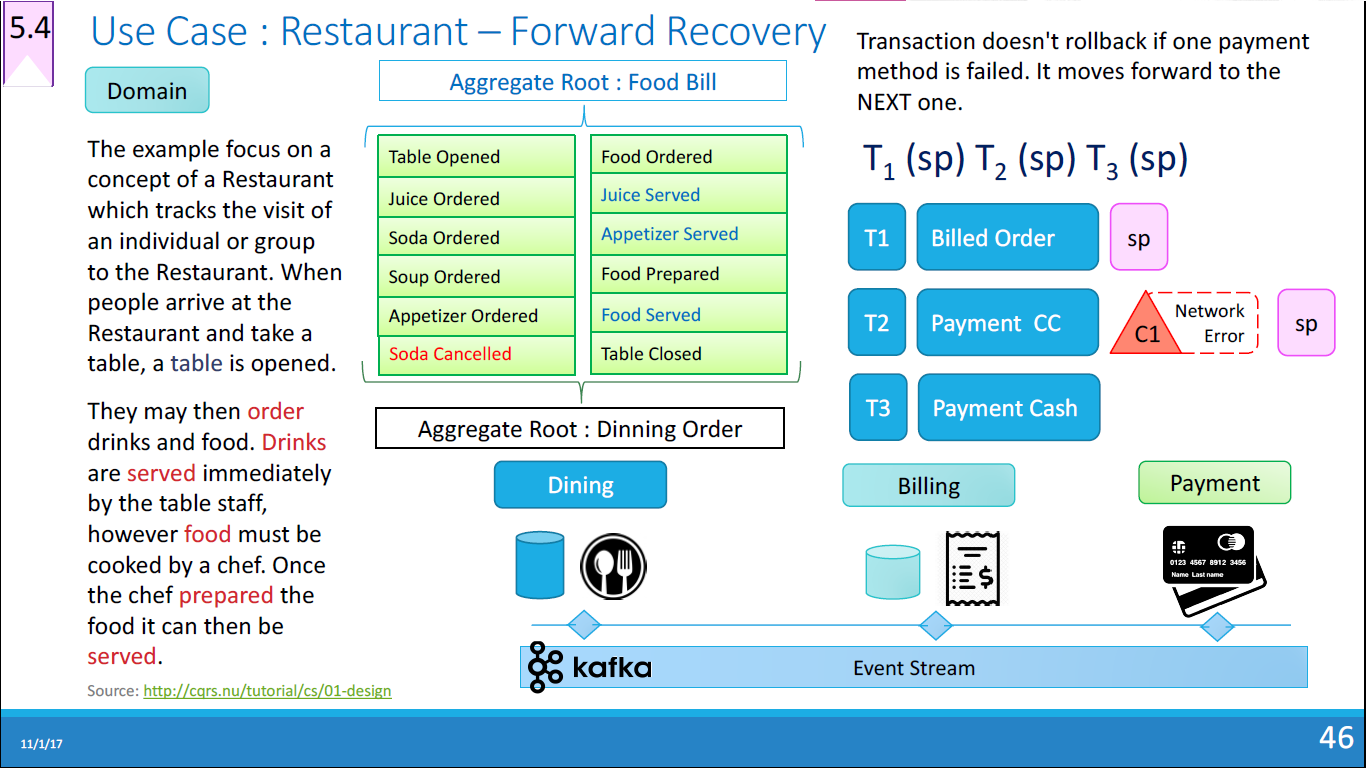 5.4
Use Case : Restaurant – Forward Recovery
Domain
The example focus on a
concept of a Restaurant
which tracks the visit of
an individual or group
to the Restaurant. When
people arrive at the
Restaurant and take a
table, a table is opened.
They may then order
drinks and food. Drinks
are served immediately
by the table staff,
however food must be
cooked by a chef. Once
the chef prepared the
food it can then be
served.
Source: http://cqrs.nu/tutorial/cs/01-design
Aggregate Root : Food Bill
Table Opened
Juice Ordered
Soda Ordered
Soup Ordered
Appetizer Ordered
Soda Cancelled
Food Ordered
Juice Served
Appetizer Served
Food Prepared
Food Served
Table Closed
Aggregate Root : Dinning Order
Transaction doesn't rollback if one payment
method is failed. It moves forward to the
NEXT one.
T1 (sp) T2 (sp) T3 (sp)
T1 Billed Order sp
T2 Payment CC C1 Network
Error sp
T3 Payment Cash
Dining
Billing
Payment
$
0123 4567 8912 3456
Name Last name
kafka
Event Stream
11/1/17
46